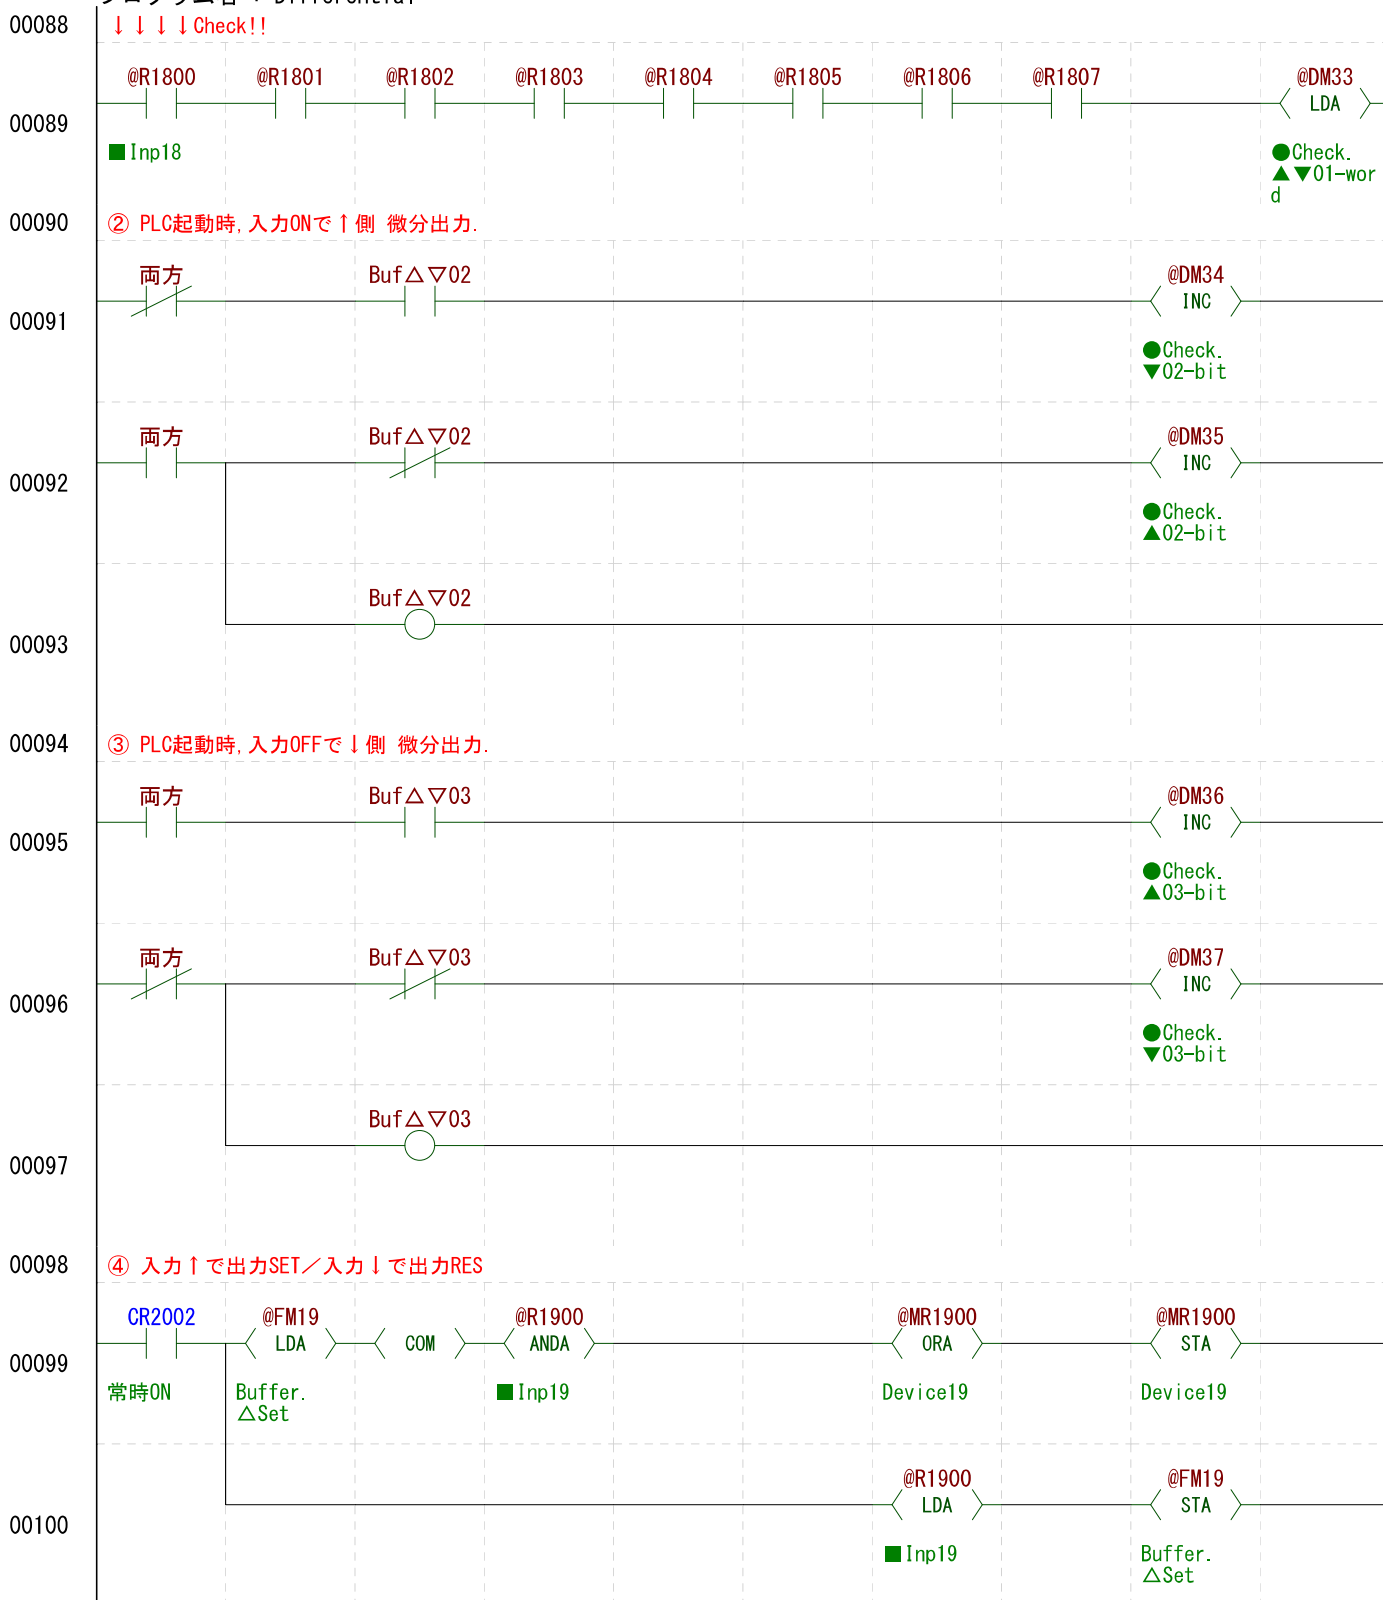 プログラム名 : Differential
00088 ↓↓↓↓Check!!
@R1800 @R1801 @R1802 @R1803 @R1804 @R1805 @R1806 @R1807 @DM33
LDA
00089
■Inp18 ●Check.
▲▼01-wor
d
00090 ② PLC起動時,入力ONで↑側 微分出力.
両方 Buf△▽02 @DM34
INC
00091
●Check.
▼02-bit
両方 Buf△▽02 @DM35
INC
00092
●Check.
▲02-bit
Buf△▽02
00093
00094 ③ PLC起動時,入力OFFで↓側 微分出力.
両方 Buf△▽03 @DM36
INC
00095
●Check.
▲03-bit
両方 Buf△▽03 @DM37
INC
00096
●Check.
▼03-bit
Buf△▽03
00097
00098 ④ 入力↑で出力SET／入力↓で出力RES
CR2002 @FM19 @R1900 @MR1900 @MR1900
LDA COM ANDA ORA STA
00099
常時ON Buffer. ■Inp19 Device19 Device19
△Set
@R1900 @FM19
LDA STA
00100
■Inp19 Buffer.
△Set